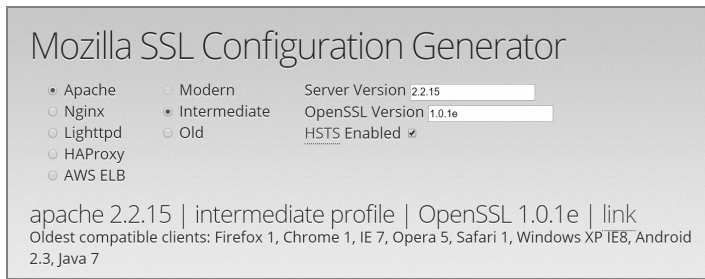 Mozilla SSL Configuration Generator
Apache Modern Server Version 2.2.15
Nginx Intermediate OpenSSL Version 1.0.1e
Lighttpd Old HSTS Enabled
HAProxy
AWS ELB
apache 2.2.15 | intermediate profile | OpenSSL 1.0.1e | link
Oldest compatible clients: Firefox 1, Chrome 1, IE 7, Opera 5, Safari 1, Windows XP IE8, Android
2.3, Java 7